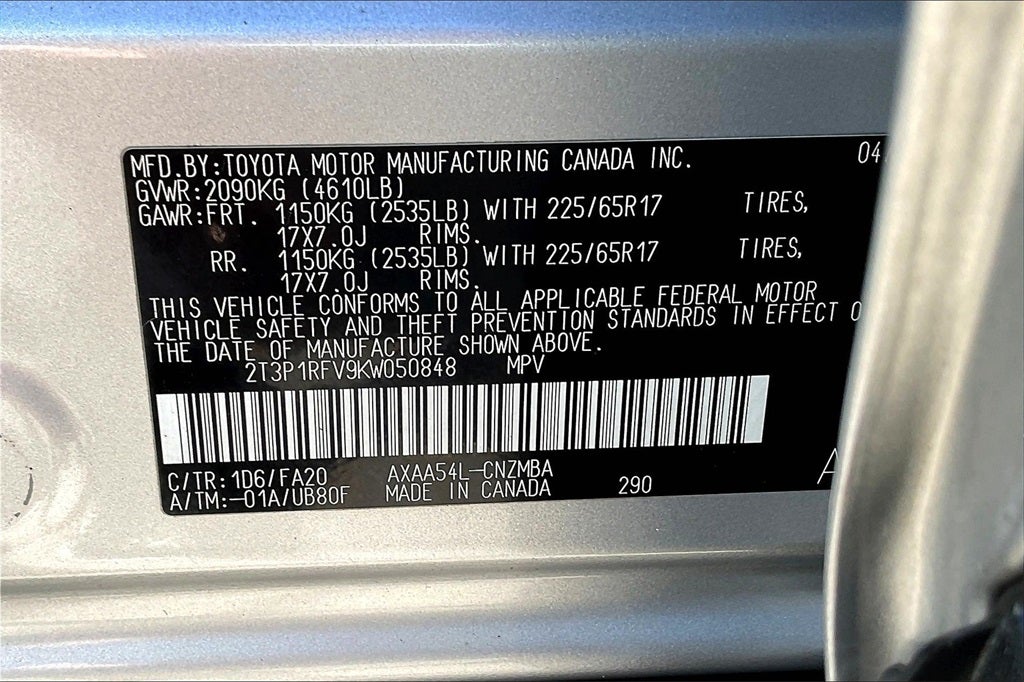 MFD.BY:TOYOTA MOTOR MANUFACTURING CANADA INC. 04
GVWR:2090KG (4610LB)
GAWR:FRT. 1150KG (2535LB) WITH 225/65R17 TIRES,
17X7.0J RIMS.
RR. 1150KG (2535LB) WITH 225/65R17 TIRES,
17X7.0J RIMS.
THIS VEHICLE CONFORMS TO ALL APPLICABLE FEDERAL MOTOR
VEHICLE SAFETY AND THEFT PREVENTION STANDARDS IN EFFECT O
THE DATE OF MANUFACTURE SHOWN ABOVE.
2T3P1RFV9KW050848 MPV
C/TR: 1D6/FA20 AXAA54L-CNZMBA A
A/TM:-01A/UB80F MADE IN CANADA 290